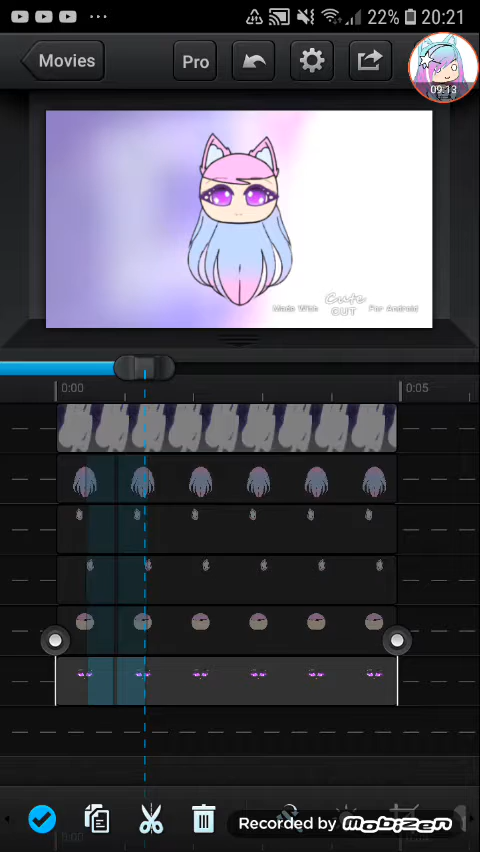 22% 20:21
Movies
Pro
09:13
Made With Cute CUT For Android
0:00 0:05
Recorded by MOBIZEN